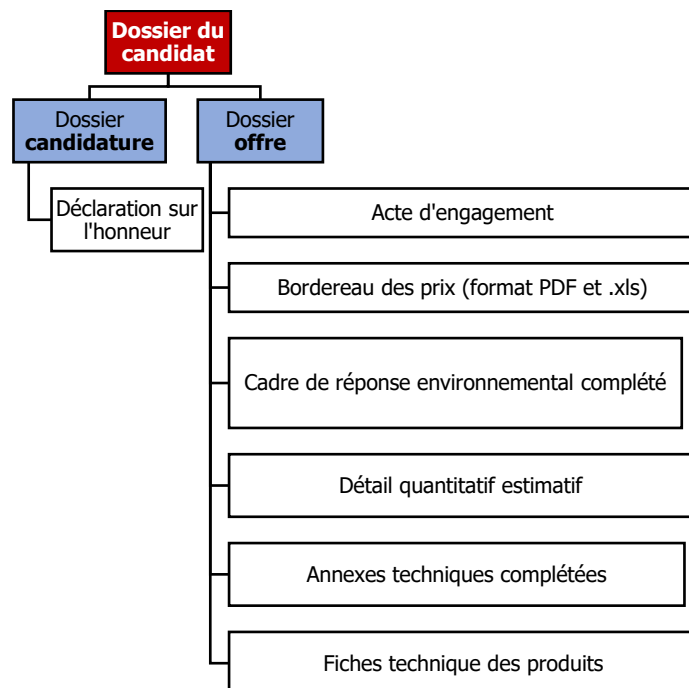 Dossier du
candidat
Dossier
candidature
Dossier
offre
Déclaration sur
l'honneur
Acte d'engagement
Bordereau des prix (format PDF et .xls)
Cadre de réponse environnemental complété
Détail quantitatif estimatif
Annexes techniques complétées
Fiches technique des produits